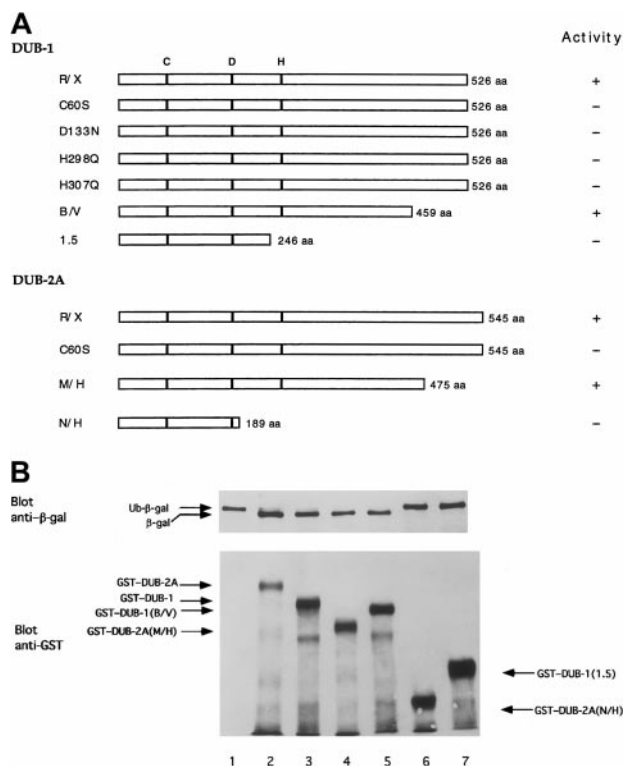 A
DUB-1
C D H
Activity
R/X 526 aa +
C60S 526 aa –
D133N 526 aa –
H298Q 526 aa –
H307Q 526 aa –
B/V 459 aa +
1.5 246 aa –
DUB-2A
R/X 545 aa +
C60S 545 aa –
M/H 475 aa +
N/H 189 aa –
B
Blot
anti-β-gal
Ub-β-gal
β-gal
GST-DUB-2A
GST-DUB-1
GST-DUB-1(B/V)
GST-DUB-2A(M/H)
Blot
anti-GST
GST-DUB-1(1.5)
GST-DUB-2A(N/H)
1 2 3 4 5 6 7